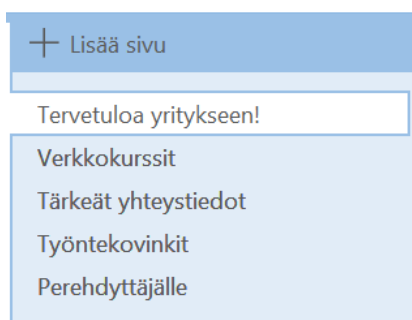 Lisää sivu
Tervetuloa yritykseen!
Verkkokurssit
Tärkeät yhteystiedot
Työntekovinkit
Perehdyttäjälle